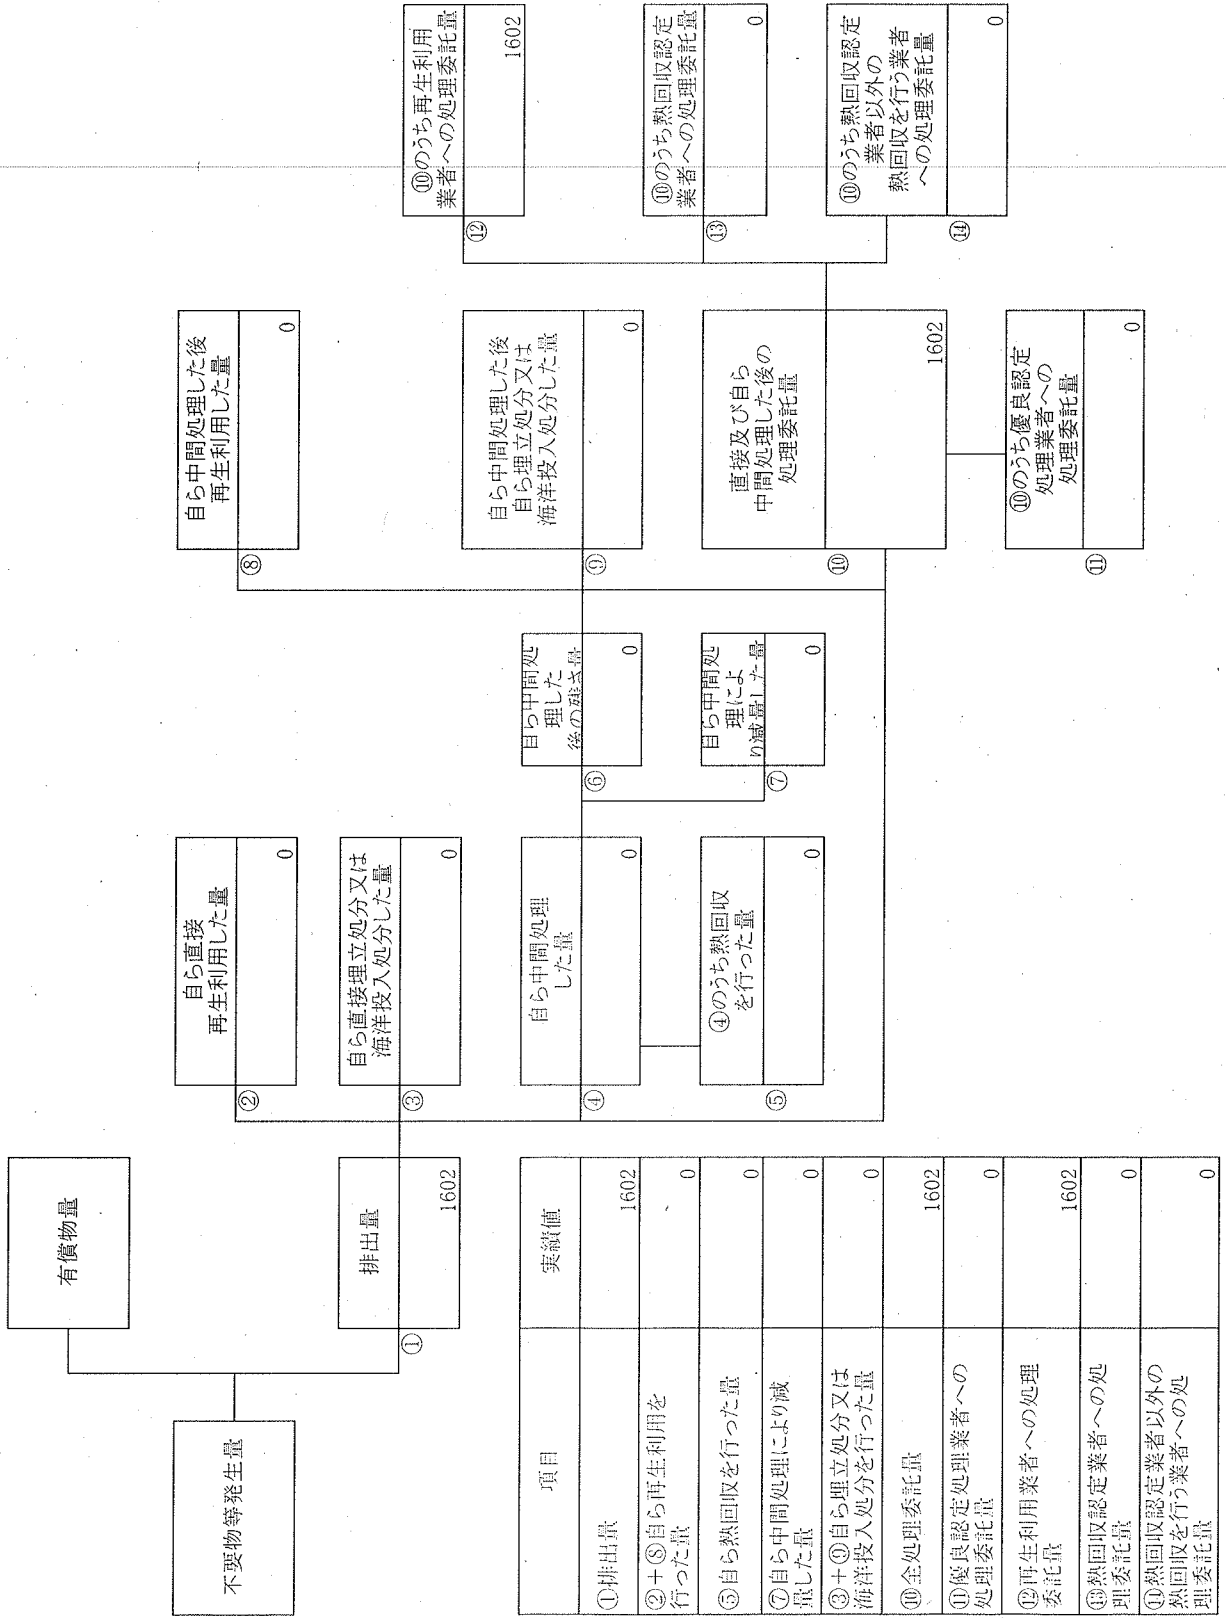 不要物等発生量
有償物量
排出量
①
1602
自ら直接
再生利用した量
②
0
自ら直接埋立処分又は
海洋投入処分した量
③
0
自ら中間処理
した量
④
0
④のうち熱回収
を行った量
⑤
0
自ら中間処
理した
後の残さ量
⑥
0
自ら中間処
理によ
り減量した量
⑦
0
自ら中間処理した後
再生利用した量
⑧
0
自ら中間処理した後
自ら埋立処分又は
海洋投入処分した量
⑨
0
直接及び自ら
中間処理した後の
処理委託量
⑩
1602
⑩のうち優良認定
処理業者への
処理委託量
⑪
0
⑩のうち再生利用
業者への処理委託量
⑫
1602
⑩のうち熱回収認定
業者への処理委託量
⑬
0
⑩のうち熱回収認定
業者以外の
熱回収を行う業者
への処理委託量
⑭
0
項目 実績値
①排出量 1602
②+⑧自ら再生利用を
行った量 0
⑤自ら熱回収を行った量 0
⑦自ら中間処理により減
量した量 0
③+⑨自ら埋立処分又は
海洋投入処分を行った量 0
⑩全処理委託量 1602
⑪優良認定処理業者への
処理委託量 0
⑫再生利用業者への処理
委託量 1602
⑬熱回収認定業者への処
理委託量 0
⑭熱回収認定業者以外の
熱回収を行う業者への処
理委託量 0